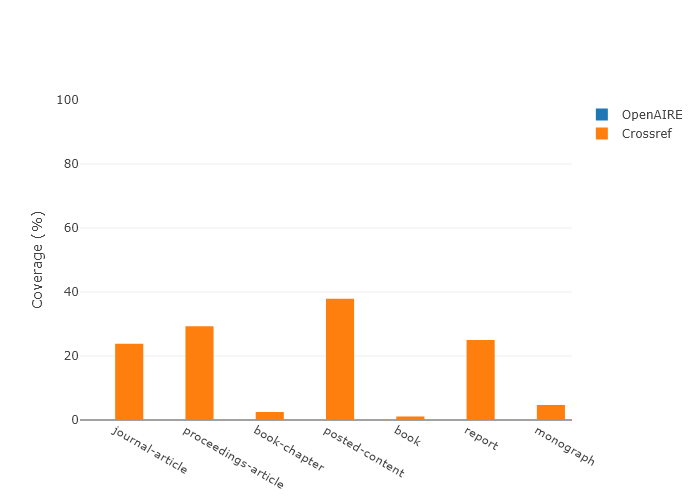 100
80
60
40
20
0
Coverage (%)
journal-article
proceedings-article
book-chapter
posted-content
book
report
monograph
OpenAIRE
Crossref